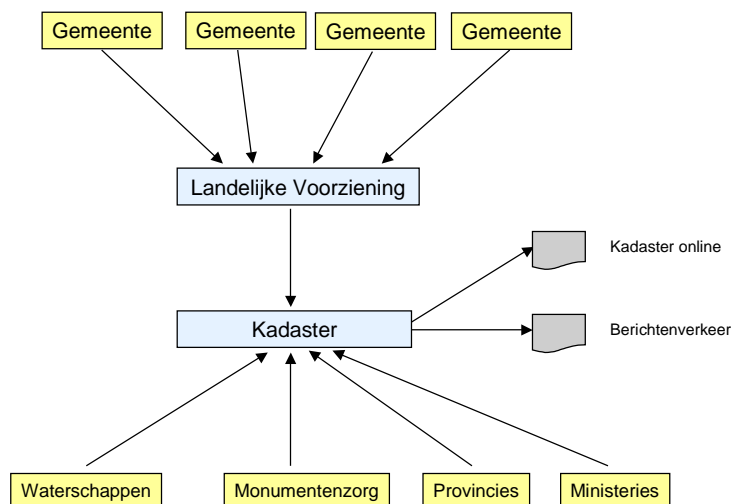 Gemeente
Gemeente
Gemeente
Gemeente
Landelijke Voorziening
Kadaster online
Kadaster
Berichtenverkeer
Waterschappen
Monumentenzorg
Provincies
Ministeries